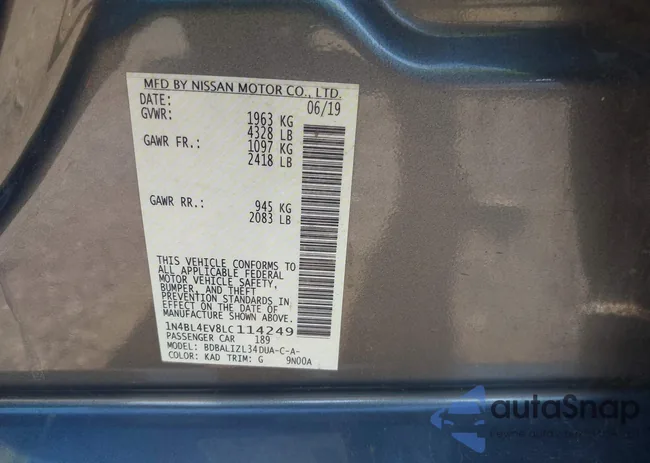 MFD BY NISSAN MOTOR CO., LTD.
DATE: 06/19
GVWR: 1963 KG
4328 LB
GAWR FR.: 1097 KG
2418 LB
GAWR RR.: 945 KG
2083 LB
THIS VEHICLE CONFORMS TO
ALL APPLICABLE FEDERAL
MOTOR VEHICLE SAFETY,
BUMPER, AND THEFT
PREVENTION STANDARDS IN
EFFECT ON THE DATE OF
MANUFACTURE SHOWN ABOVE.
1N4BL4EV8LC114249
PASSENGER CAR 189
MODEL: BDBALIZL34DUA-C-A-
COLOR: KAD TRIM: G 9N00A
autoSnap